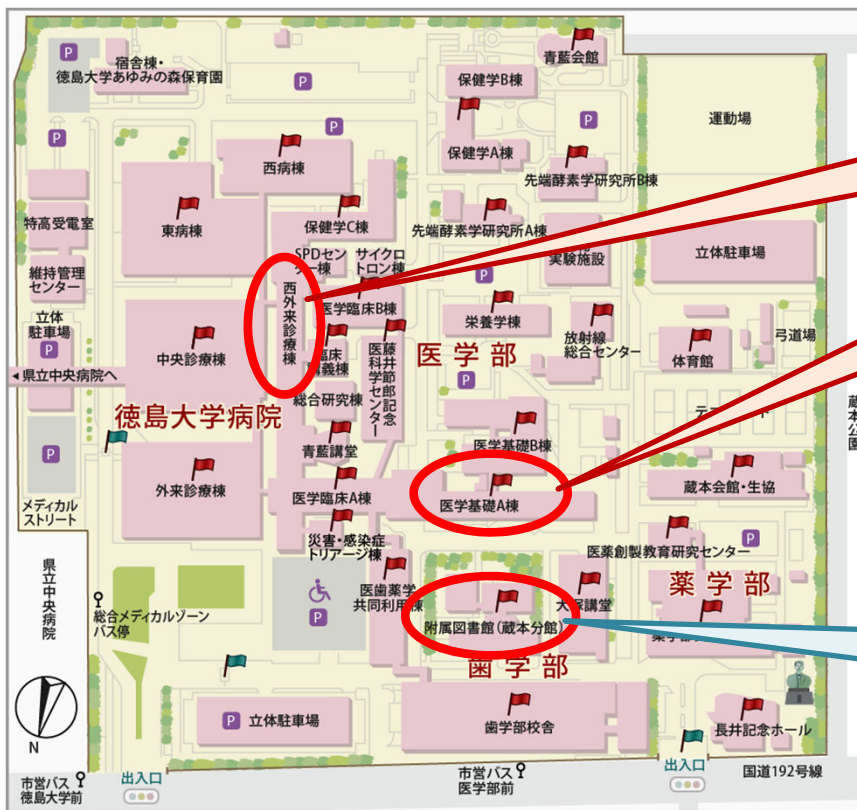 P
宿舎棟・
徳島大学あゆみの森保育園
P
P
P
青藍会館
保健学B棟
P
運動場
西病棟
保健学A棟
先端酵素学研究所B棟
特高受電室
東病棟
保健学C棟
先端酵素学研究所A棟
維持管理
センター
SPDセン
ター棟
サイクロ
トロン棟
P
実験施設
立体駐車場
西外来診療棟
医学臨床B棟
栄養学棟
放射線
総合センター
弓道場
立体
駐車場
P
中央診療棟
藤井節郎記念
医科学センター
医学部
体育館
◀県立中央病院へ
総合研究棟
P
徳島大学病院
蔵本公園
青藍講堂
医学基礎B棟
P
外来診療棟
医学臨床A棟
医学基礎A棟
蔵本会館・生協
メディカル
ストリート
災害・感染症
トリアージ棟
医薬創製教育研究センター
P
県立中央病院
総合メディカルゾーン
バス停
P
医歯薬学
共同利用棟
附属図書館(蔵本分館)
大塚講堂
薬学部
歯学部
N
P
立体駐車場
歯学部校舎
長井記念ホール
市営バス
徳島大学前
出入口
市営バス
医学部前
出入口
国道192号線